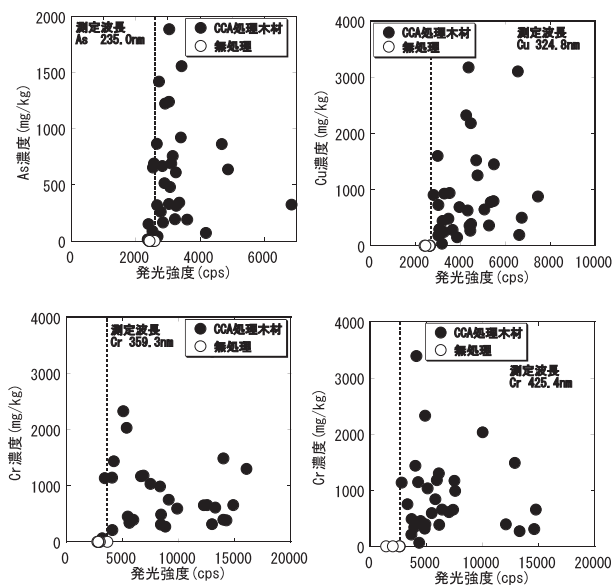 測定波長
As 235.0nm
CCA処理木材
無処理
As濃度(mg/kg)
2000
1500
1000
500
0
0 2000 4000 6000
発光強度(cps)
CCA処理木材
無処理
測定波長
Cu 324.8nm
Cu濃度(mg/kg)
4000
3000
2000
1000
0
0 2000 4000 6000 8000 10000
発光強度(cps)
測定波長
Cr 359.3nm
CCA処理木材
無処理
Cr濃度(mg/kg)
4000
3000
2000
1000
0
0 5000 10000 15000 20000
発光強度(cps)
CCA処理木材
無処理
測定波長
Cr 425.4nm
Cr濃度(mg/kg)
4000
3000
2000
1000
0
0 5000 10000 15000 20000
発光強度(cps)